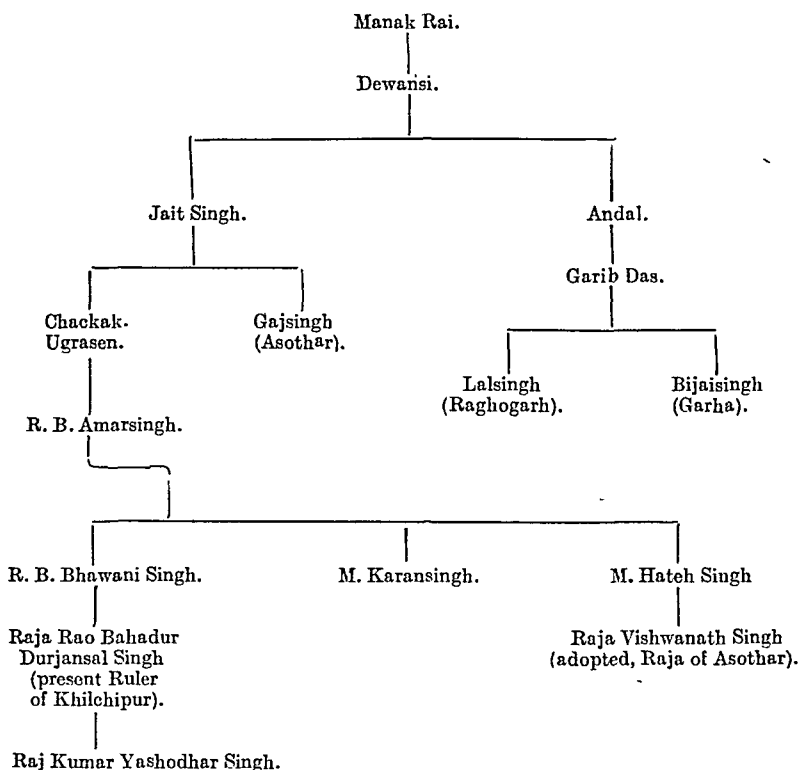 Manak Rai.
Dewansi.
Jait Singh.
Andal.
Garib Das.
Chackak-
Ugrasen.
Gajsingh
(Asothar).
Lalsingh
(Raghogarh).
Bijaisingh
(Garha).
R. B. Amarsingh.
R. B. Bhawani Singh.
M. Karansingh.
M. Hateh Singh
Raja Rao Bahadur
Durjansal Singh
(present Ruler
of Khilchipur).
Raja Vishwanath Singh
(adopted, Raja of Asothar).
Raj Kumar Yashodhar Singh.